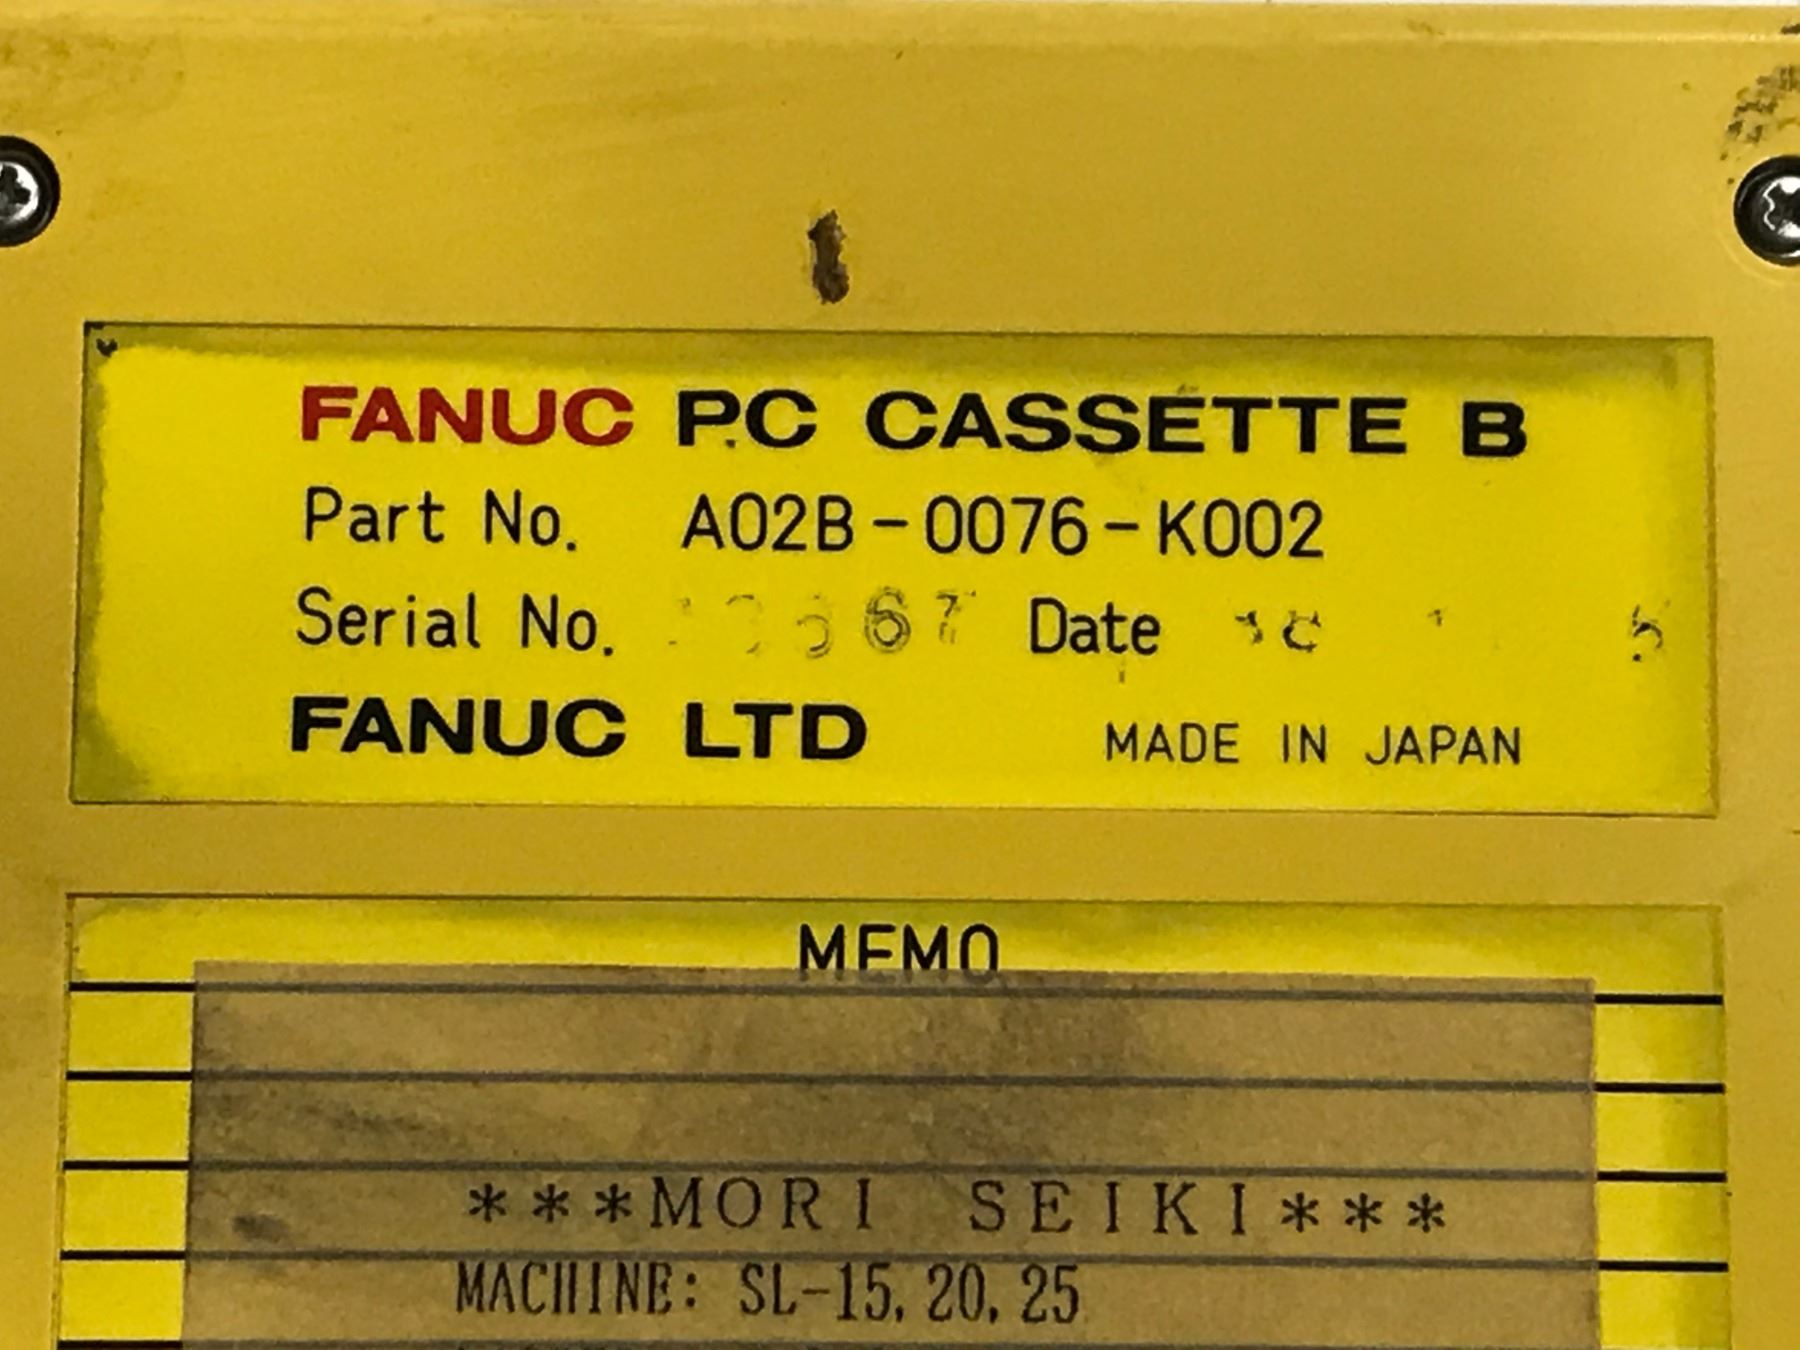 FANUC P.C CASSETTE B
Part No. A02B-0076-K002
Serial No. Date
FANUC LTD MADE IN JAPAN
MEMO
***MORI SEIKI***
MACHINE: SL-15, 20, 25